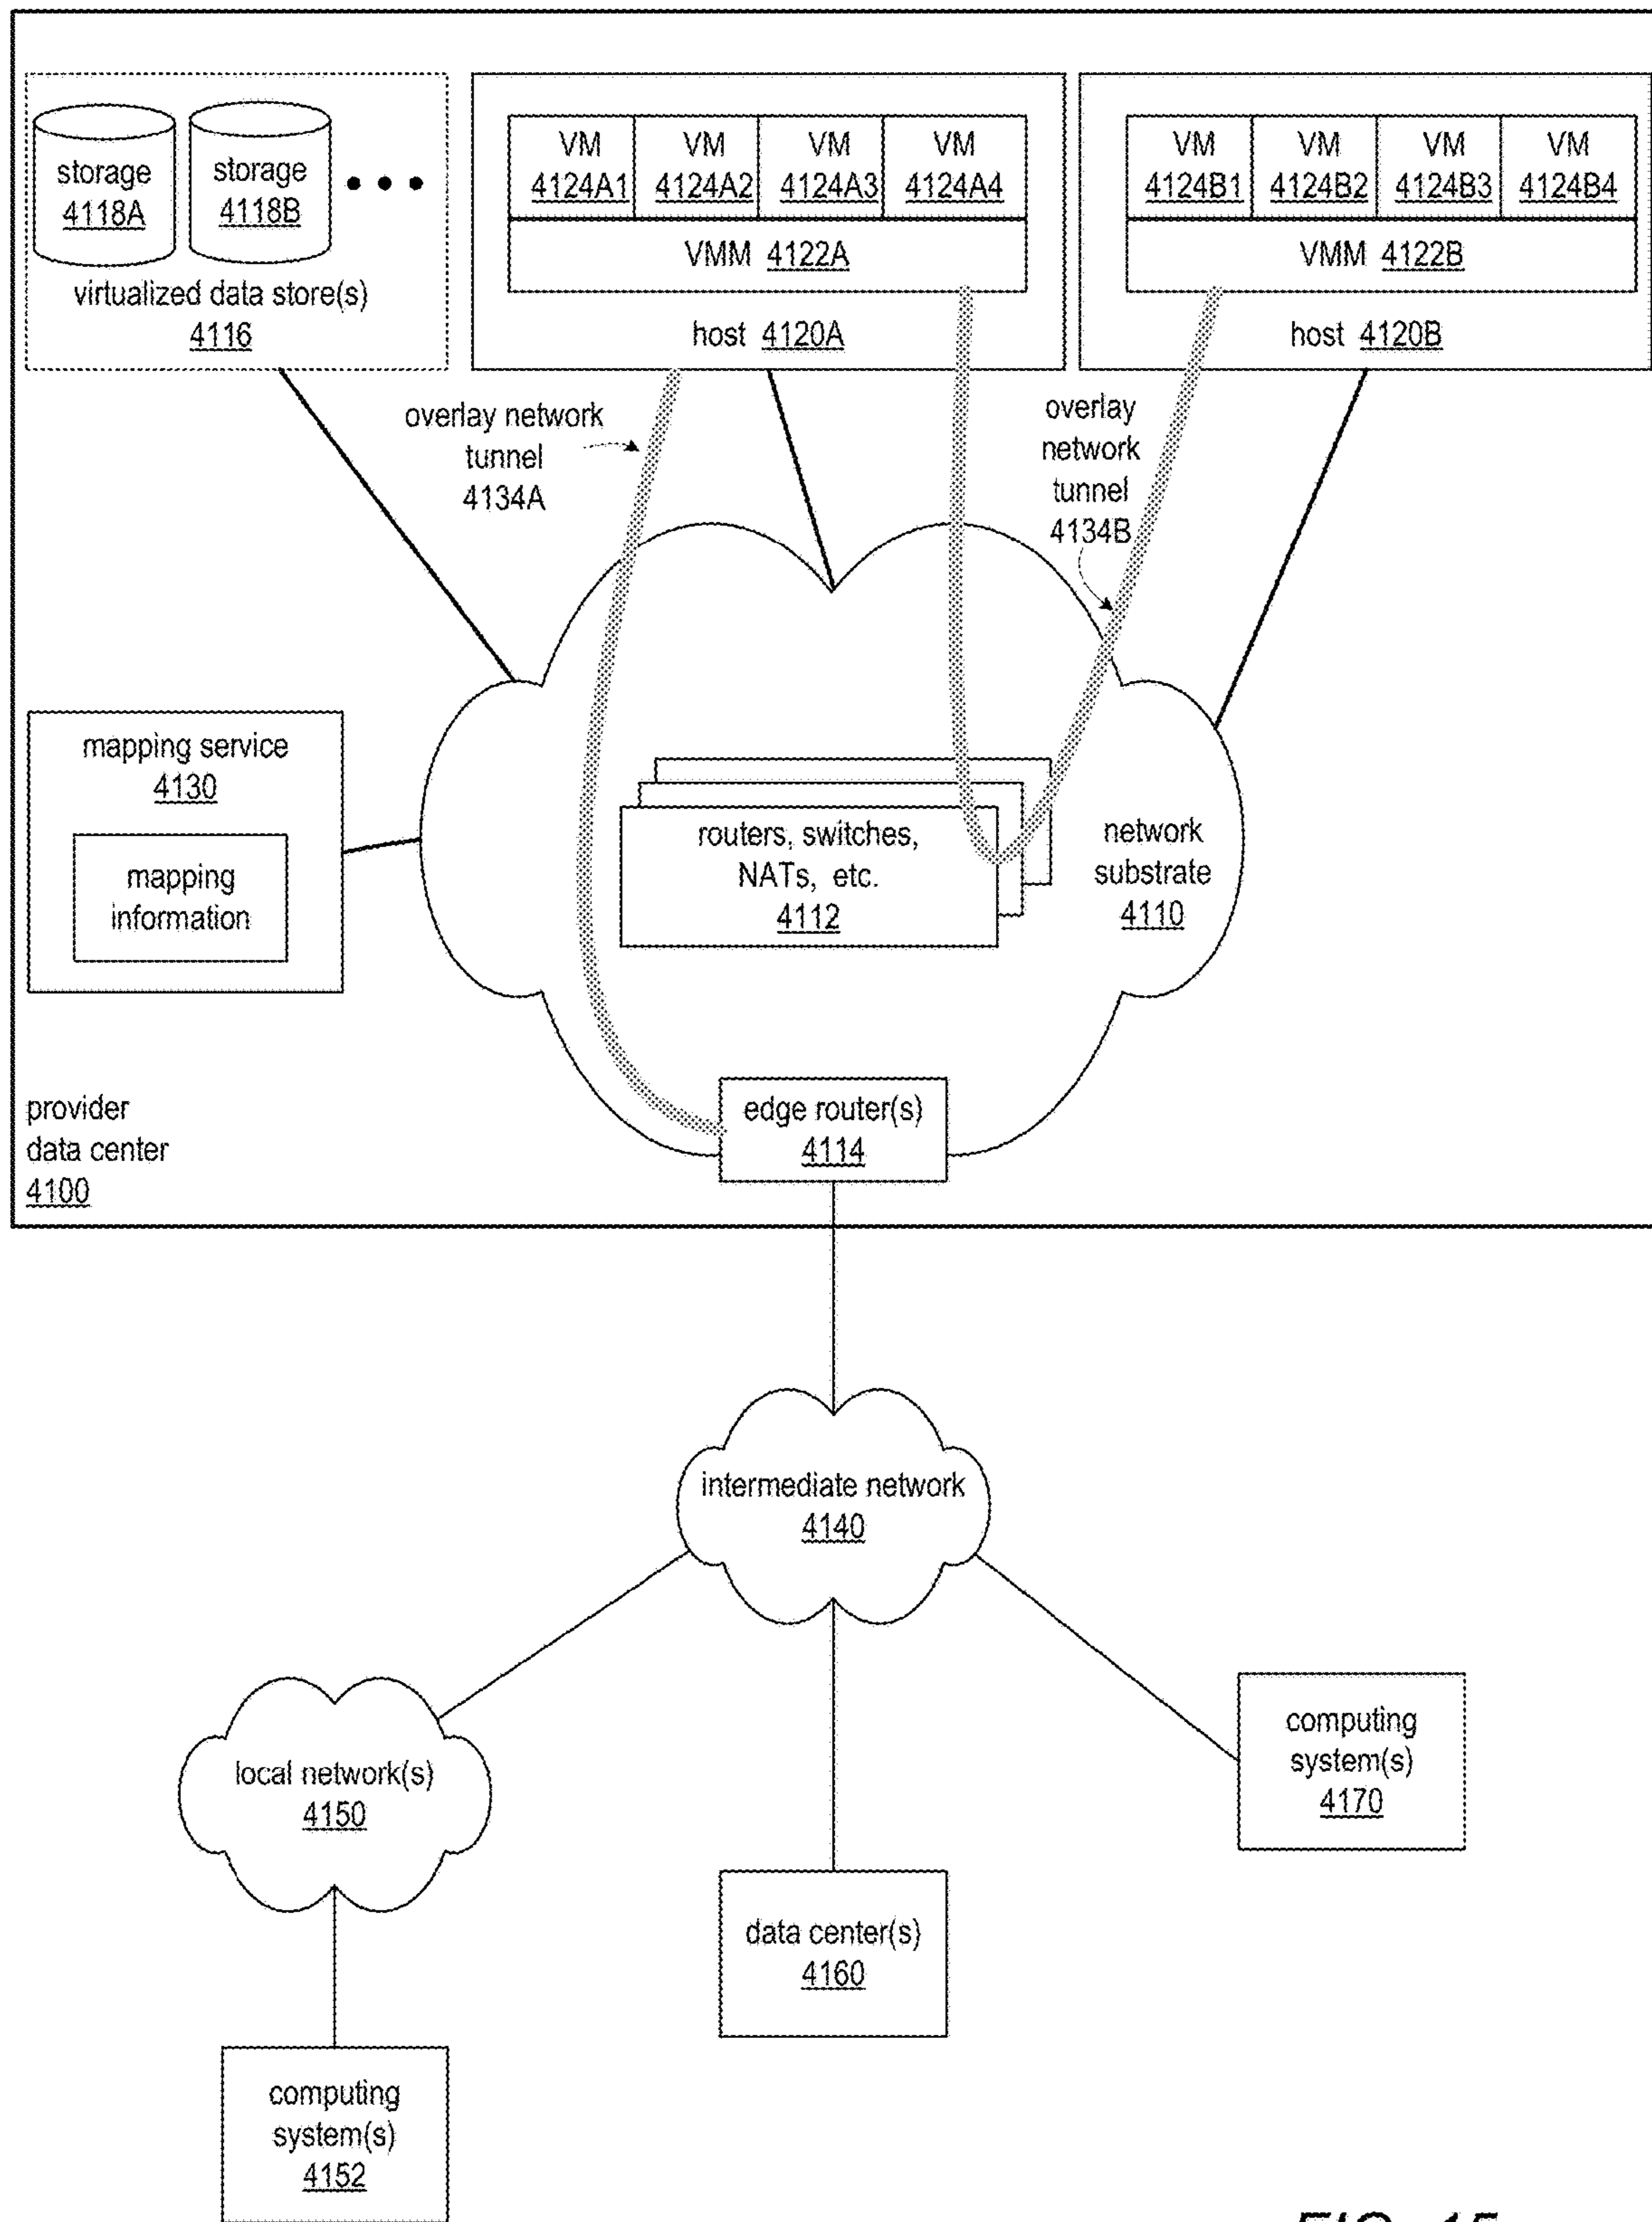 storage
4118A
storage
4118B
virtualized data store(s)
4116
VM
4124A1
VM
4124A2
VM
4124A3
VM
4124A4
VMM 4122A
host 4120A
VM
4124B1
VM
4124B2
VM
4124B3
VM
4124B4
VMM 4122B
host 4120B
overlay network
tunnel
4134A
overlay
network
tunnel
4134B
mapping service
4130
mapping
information
routers, switches,
NATs, etc.
4112
network
substrate
4110
edge router(s)
4114
provider
data center
4100
intermediate network
4140
local network(s)
4150
computing
system(s)
4170
data center(s)
4160
computing
system(s)
4152